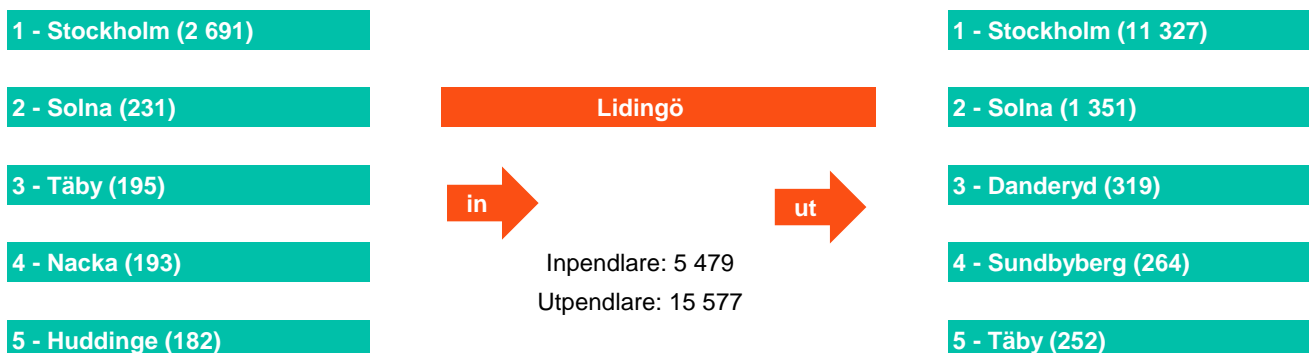 1 - Stockholm (2 691)
2 - Solna (231)
3 - Täby (195)
4 - Nacka (193)
5 - Huddinge (182)
Lidingö
in
ut
Inpendlare: 5 479
Utpendlare: 15 577
1 - Stockholm (11 327)
2 - Solna (1 351)
3 - Danderyd (319)
4 - Sundbyberg (264)
5 - Täby (252)